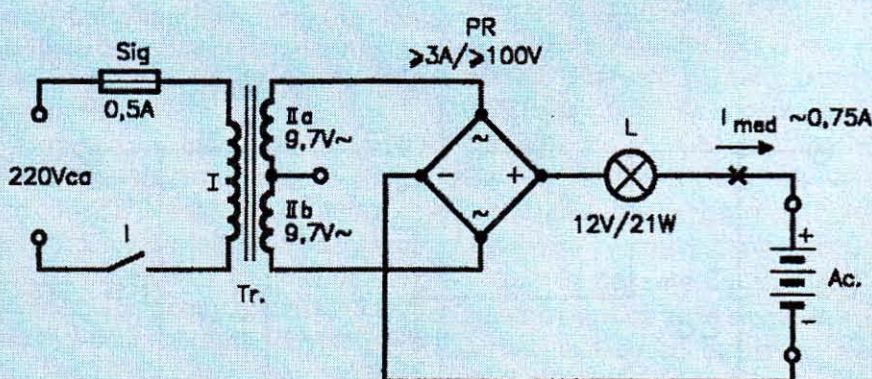 PR
⩾3A/⩾100V
Sig
0,5A
220Vca
I
I
Tr.
IIa
9,7V~
IIb
9,7V~
~
-
+
~
L
12V/21W
I med ~0.75A
+
Ac.
-